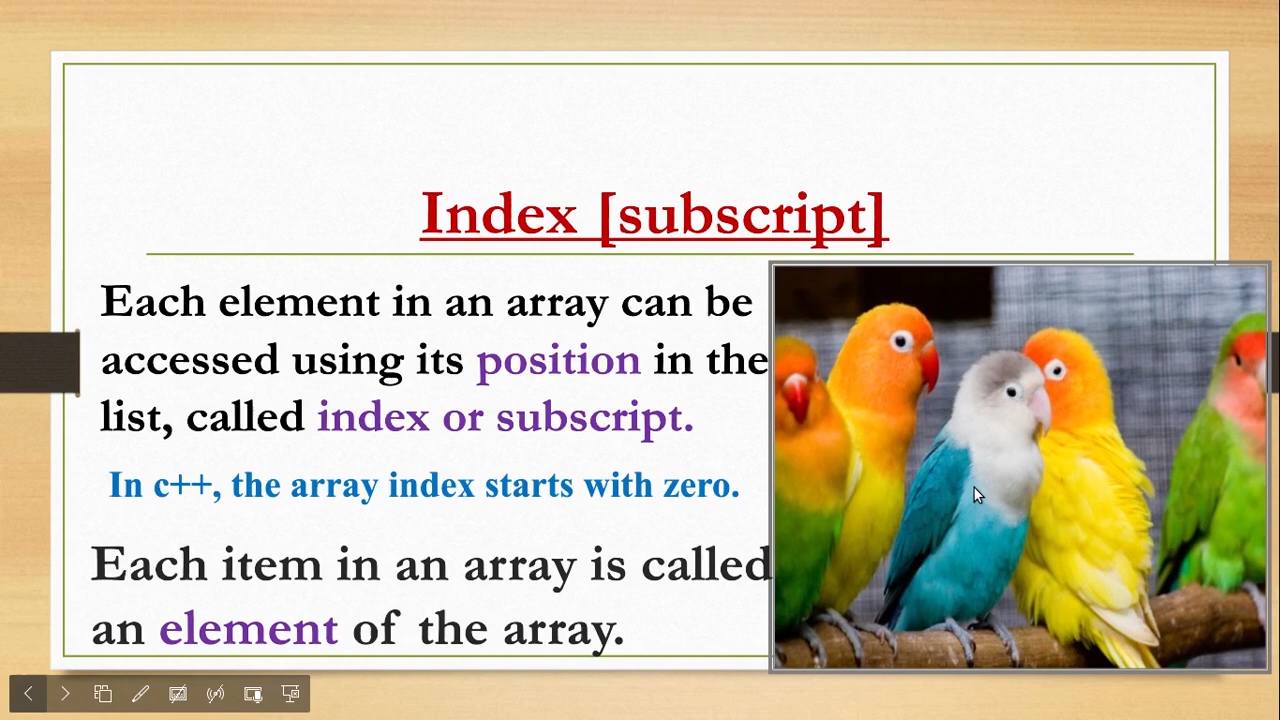 Index [subscript]
Each element in an array can be
accessed using its position in the
list, called index or subscript.
In c++, the array index starts with zero.
Each item in an array is called
an element of the array.